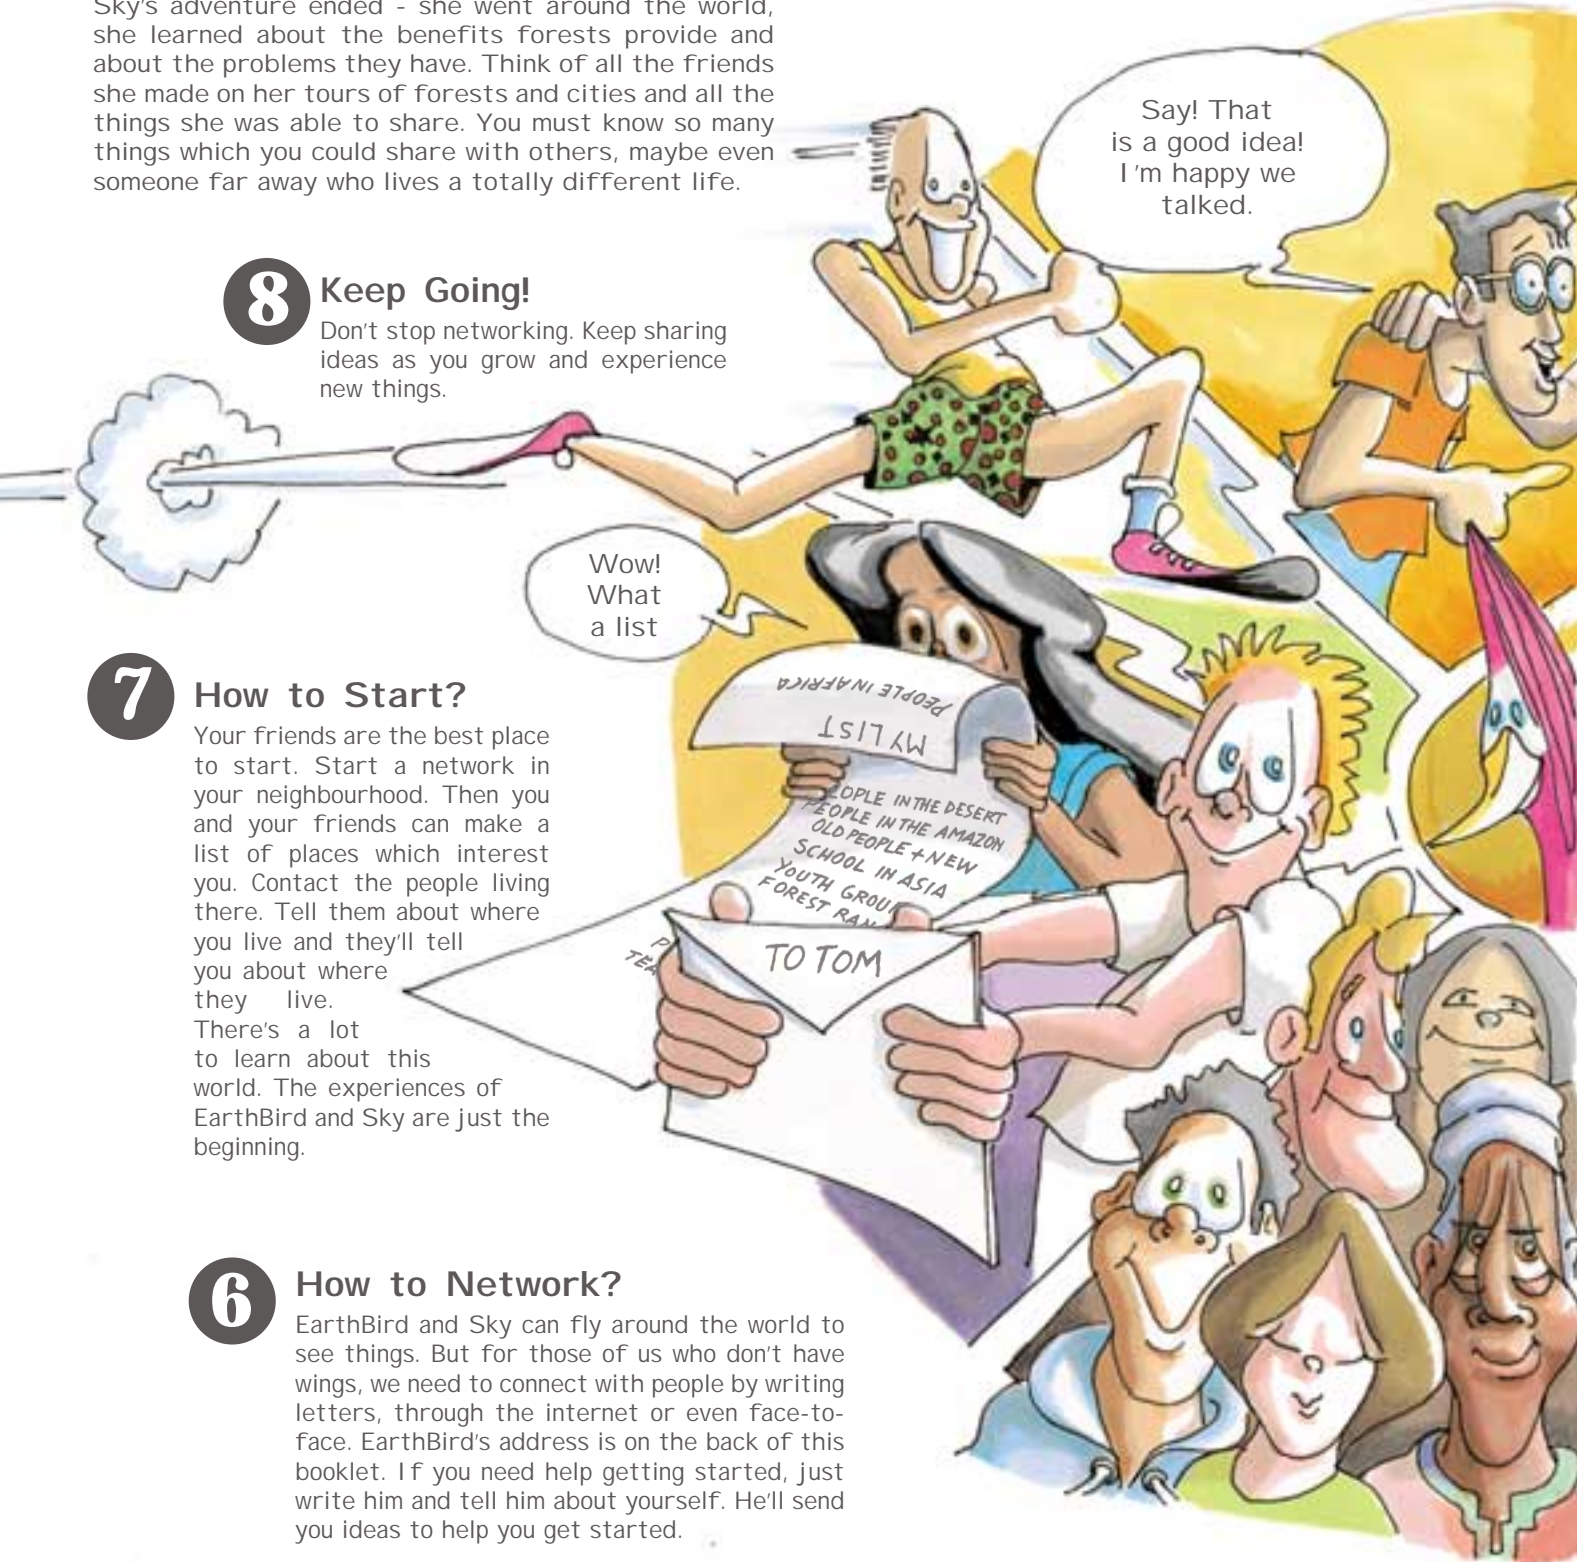 Sky's adventure ended - she went around the world,
she learned about the benefits forests provide and
about the problems they have. Think of all the friends
she made on her tours of forests and cities and all the
things she was able to share. You must know so many
things which you could share with others, maybe even
someone far away who lives a totally different life.
Say! That
is a good idea!
I'm happy we
talked.
8
Keep Going!
Don't stop networking. Keep sharing
ideas as you grow and experience
new things.
Wow!
What
a list
7
How to Start?
Your friends are the best place
to start. Start a network in
your neighbourhood. Then you
and your friends can make a
list of places which interest
you. Contact the people living
there. Tell them about where
you live and they'll tell
you about where
they live.
There's a lot
to learn about this
world. The experiences of
EarthBird and Sky are just the
beginning.
MY LIST
PEOPLE IN AFRICA
OPLE IN THE DESERT
PEOPLE IN THE AMAZON
OLD PEOPLE + NEW
SCHOOL IN ASIA
YOUTH GROUP
FOREST RAN
P
TEA
TO TOM
6
How to Network?
EarthBird and Sky can fly around the world to
see things. But for those of us who don't have
wings, we need to connect with people by writing
letters, through the internet or even face-to-
face. EarthBird's address is on the back of this
booklet. If you need help getting started, just
write him and tell him about yourself. He'll send
you ideas to help you get started.